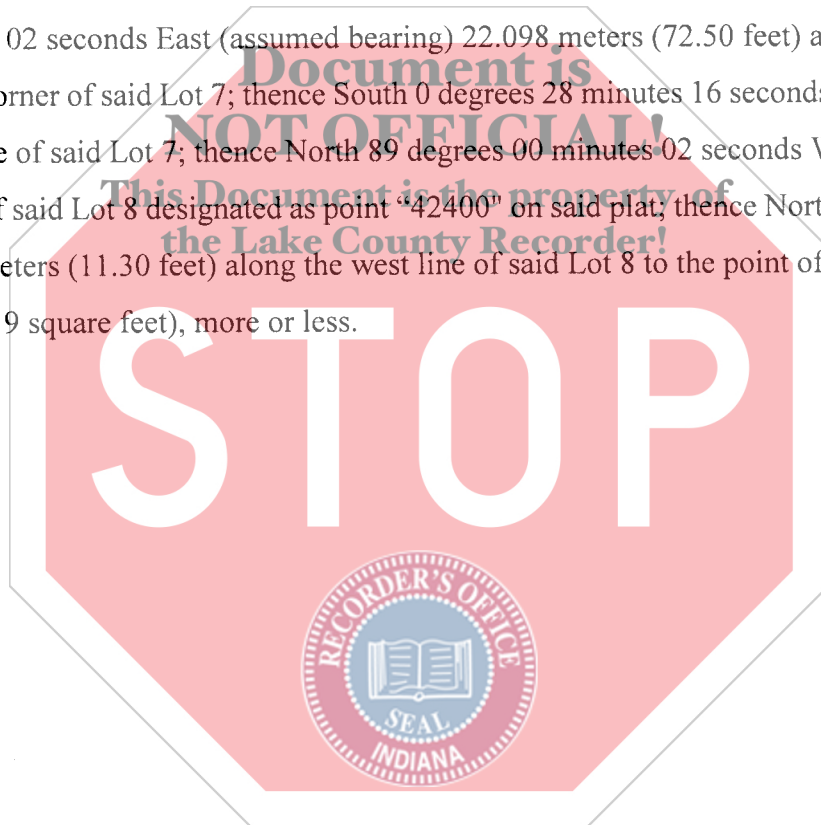 02 seconds East (assumed bearing) 22.098 meters (72.50 feet) a
Document is
orner of said Lot 7; thence South 0 degrees 28 minutes 16 seconds
NOT OFFICIAL!
e of said Lot 7; thence North 89 degrees 00 minutes 02 seconds W
This Document is the property of
f said Lot 8 designated as point “42400" on said plat; thence Nort
the Lake County Recorder!
eters (11.30 feet) along the west line of said Lot 8 to the point of
9 square feet), more or less.
STOP
RECORDER'S OFFICE
SEAL
INDIANA